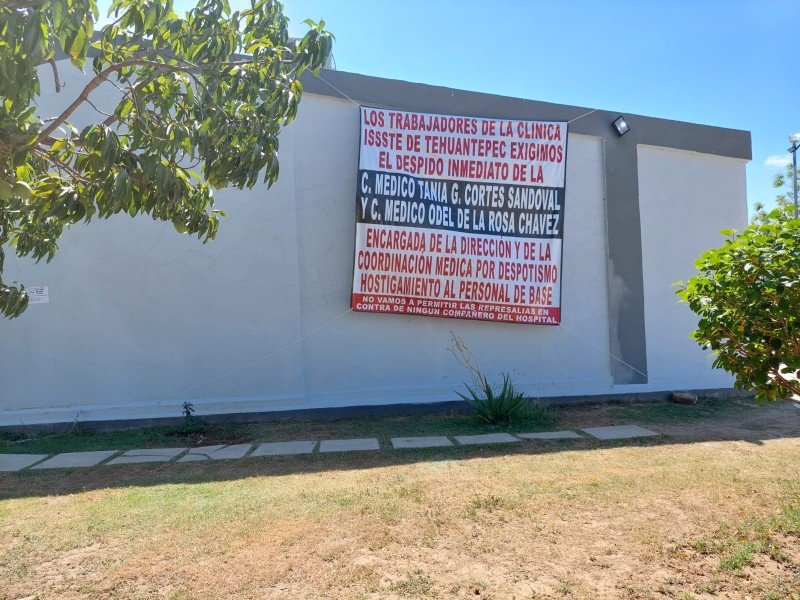 LOS TRABAJADORES DE LA CLINICA
ISSSTE DE TEHUANTEPEC EXIGIMOS
EL DESPIDO INMEDIATO DE LA
C. MEDICO TANIA G. CORTES SANDOVAL
Y C. MEDICO ODEL DE LA ROSA CHAVEZ
ENCARGADA DE LA DIRECCIÓN Y DE LA
COORDINACIÓN MEDICA POR DESPOTISMO
HOSTIGAMIENTO AL PERSONAL DE BASE
NO VAMOS A PERMITIR LAS REPRESALIAS EN
CONTRA DE NINGUN COMPAÑERO DEL HOSPITAL